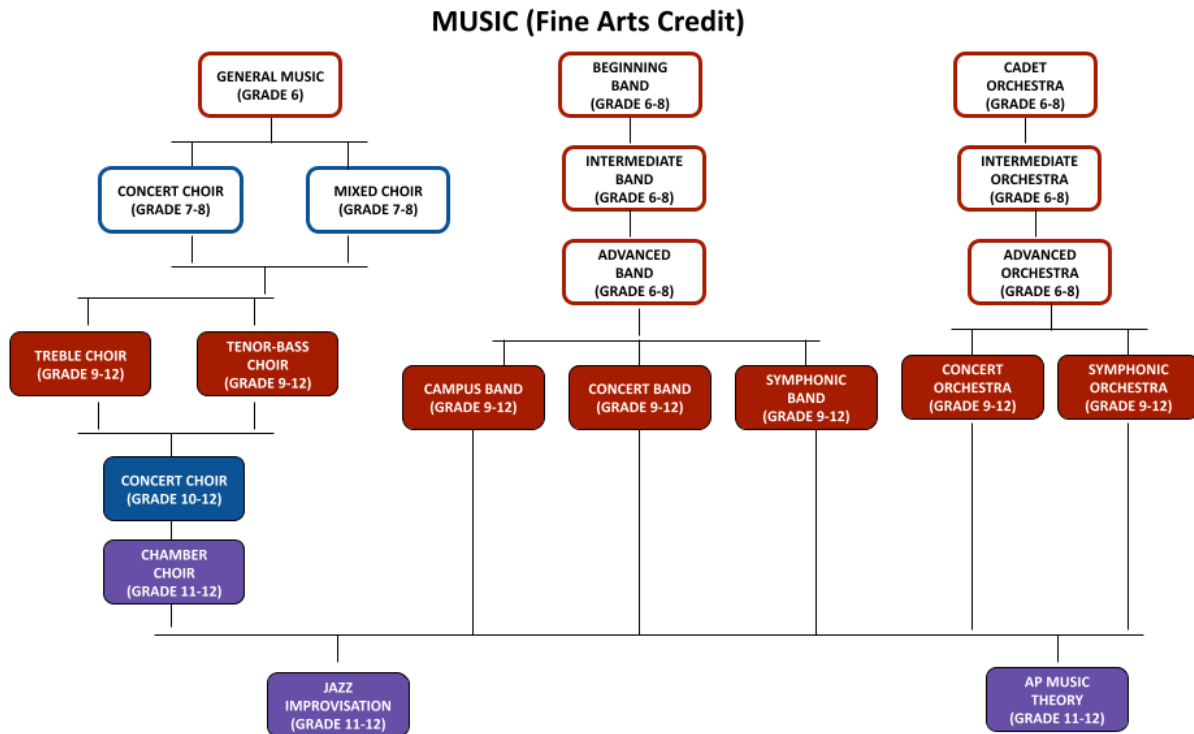 MUSIC (Fine Arts Credit)
GENERAL MUSIC
(GRADE 6)
BEGINNING
BAND
(GRADE 6-8)
CADET
ORCHESTRA
(GRADE 6-8)
CONCERT CHOIR
(GRADE 7-8)
MIXED CHOIR
(GRADE 7-8)
INTERMEDIATE
BAND
(GRADE 6-8)
INTERMEDIATE
ORCHESTRA
(GRADE 6-8)
ADVANCED
BAND
(GRADE 6-8)
ADVANCED
ORCHESTRA
(GRADE 6-8)
TREBLE CHOIR
(GRADE 9-12)
TENOR-BASS
CHOIR
(GRADE 9-12)
CAMPUS BAND
(GRADE 9-12)
CONCERT BAND
(GRADE 9-12)
SYMPHONIC
BAND
(GRADE 9-12)
CONCERT
ORCHESTRA
(GRADE 9-12)
SYMPHONIC
ORCHESTRA
(GRADE 9-12)
CONCERT CHOIR
(GRADE 10-12)
CHAMBER
CHOIR
(GRADE 11-12)
JAZZ
IMPROVISATION
(GRADE 11-12)
AP MUSIC
THEORY
(GRADE 11-12)